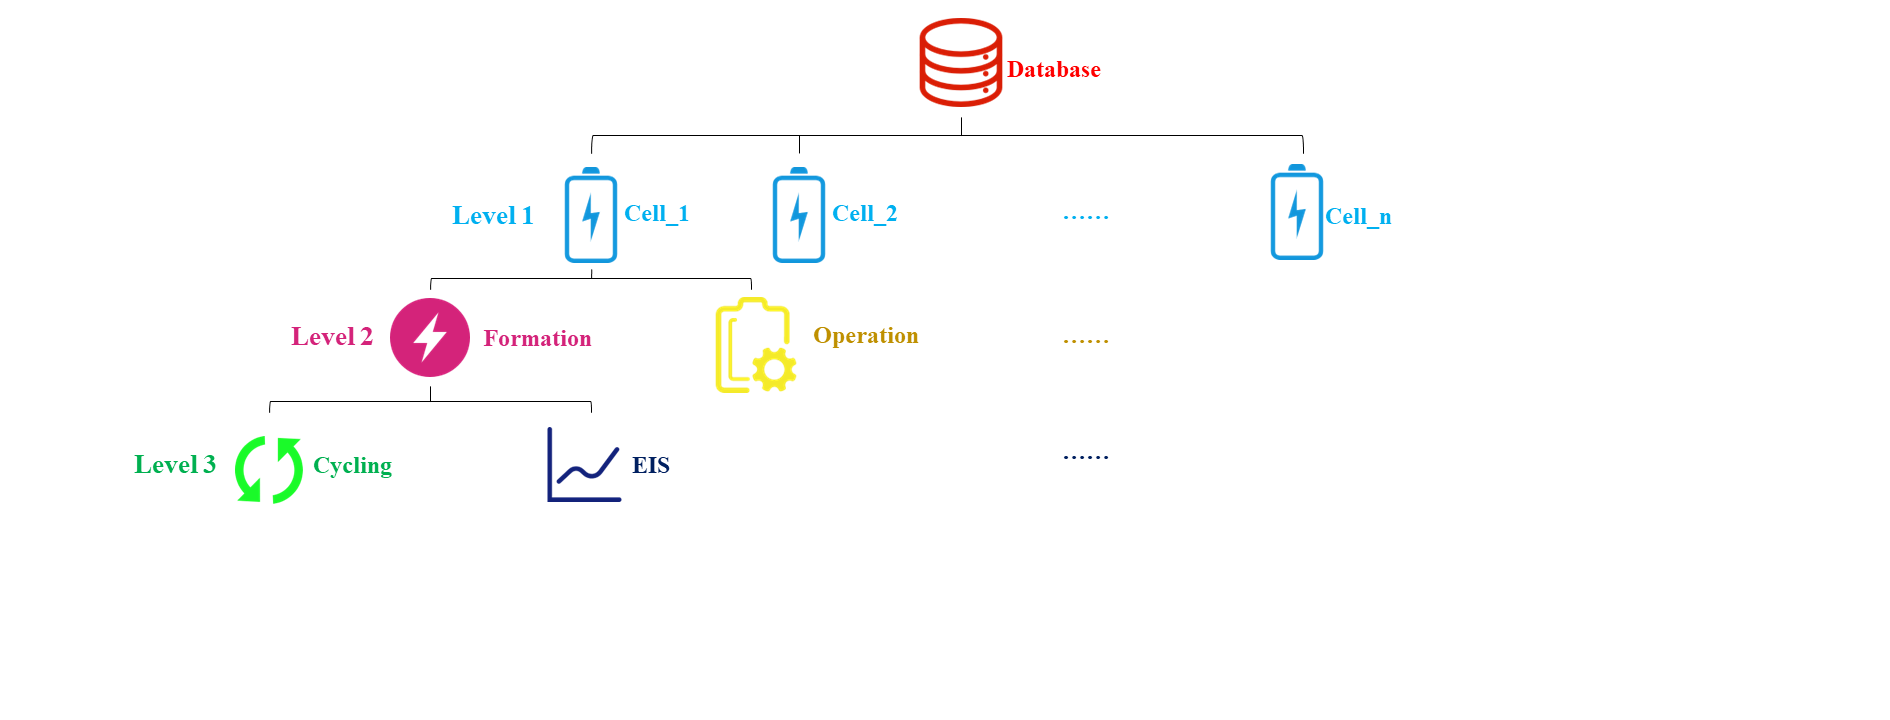 Database
Level 1 Cell_1 Cell_2 ...... Cell_n
Level 2 Formation Operation ......
Level 3 Cycling EIS ......